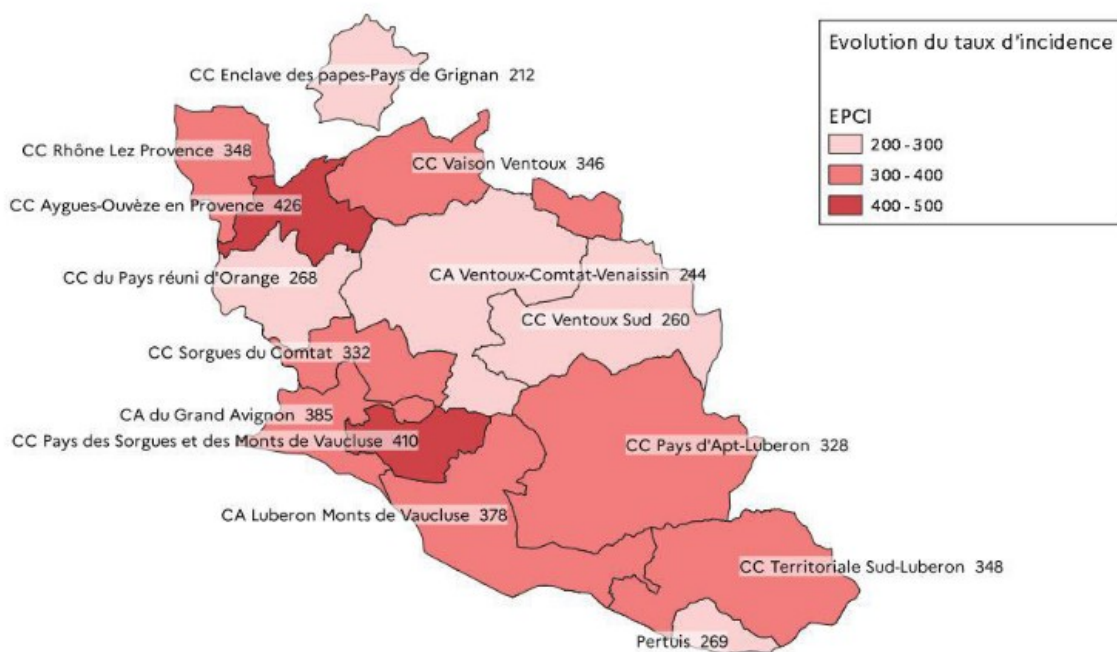 Evolution du taux d'incidence
EPCI
200 - 300
300 - 400
400 - 500
CC Enclave des papes-Pays de Grignan 212
CC Rhône Lez Provence 348
CC Vaison Ventoux 346
CC Aygues-Ouvèze en Provence 426
CC du Pays réuni d'Orange 268
CA Ventoux-Comtat-Venaissin 244
CC Ventoux Sud 260
CC Sorgues du Comtat 332
CA du Grand Avignon 385
CC Pays des Sorgues et des Monts de Vaucluse 410
CC Pays d'Apt-Luberon 328
CA Luberon Monts de Vaucluse 378
CC Territoriale Sud-Luberon 348
Pertuis 269